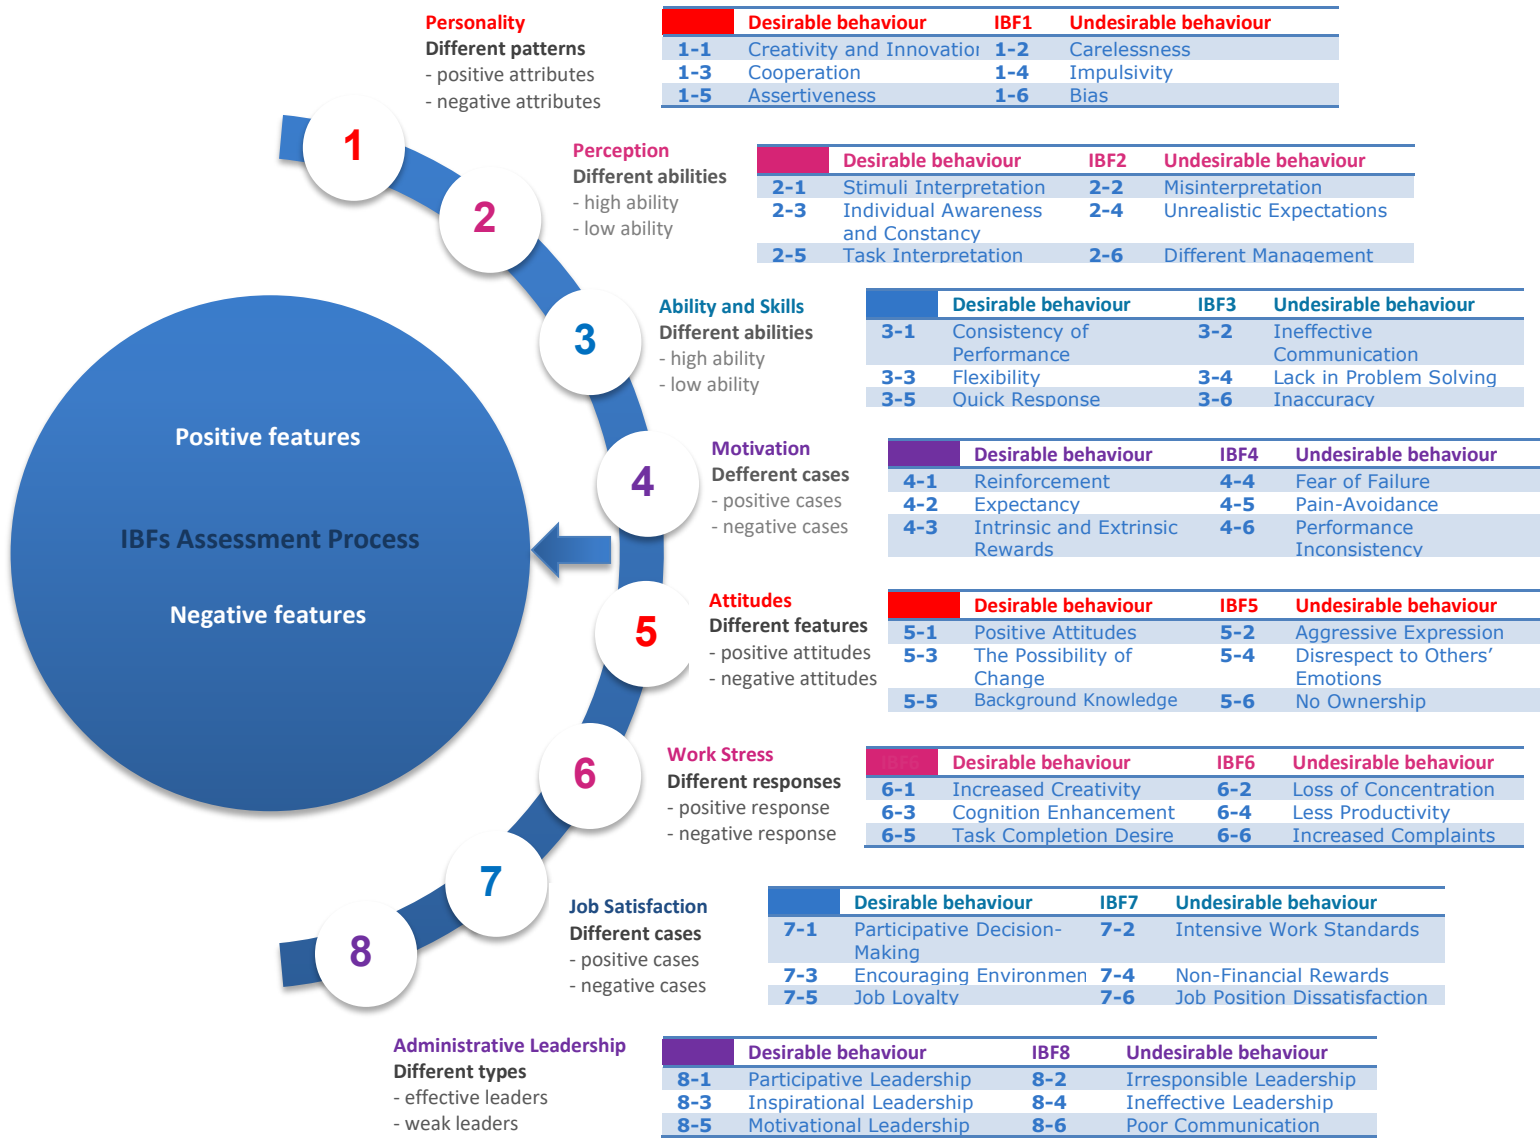 Personality
Different patterns
- positive attributes
- negative attributes
Desirable behaviour IBF1 Undesirable behaviour
1-1 Creativity and Innovation 1-2 Carelessness
1-3 Cooperation 1-4 Impulsivity
1-5 Assertiveness 1-6 Bias
1
Perception
Different abilities
- high ability
- low ability
Desirable behaviour IBF2 Undesirable behaviour
2-1 Stimuli Interpretation 2-2 Misinterpretation
2-3 Individual Awareness 2-4 Unrealistic Expectations
and Constancy
2-5 Task Interpretation 2-6 Different Management
2
Ability and Skills
Different abilities
- high ability
- low ability
Desirable behaviour IBF3 Undesirable behaviour
3-1 Consistency of 3-2 Ineffective
Performance Communication
3-3 Flexibility 3-4 Lack in Problem Solving
3-5 Quick Response 3-6 Inaccuracy
3
Positive features
IBFs Assessment Process
Negative features
Motivation
Defferent cases
- positive cases
- negative cases
Desirable behaviour IBF4 Undesirable behaviour
4-1 Reinforcement 4-4 Fear of Failure
4-2 Expectancy 4-5 Pain-Avoidance
4-3 Intrinsic and Extrinsic 4-6 Performance
Rewards Inconsistency
4
Attitudes
Different features
- positive attitudes
- negative attitudes
Desirable behaviour IBF5 Undesirable behaviour
5-1 Positive Attitudes 5-2 Aggressive Expression
5-3 The Possibility of 5-4 Disrespect to Others’
Change Emotions
5-5 Background Knowledge 5-6 No Ownership
5
Work Stress
Different responses
- positive response
- negative response
IBF6 Desirable behaviour IBF6 Undesirable behaviour
6-1 Increased Creativity 6-2 Loss of Concentration
6-3 Cognition Enhancement 6-4 Less Productivity
6-5 Task Completion Desire 6-6 Increased Complaints
6
Job Satisfaction
Different cases
- positive cases
- negative cases
Desirable behaviour IBF7 Undesirable behaviour
7-1 Participative Decision- 7-2 Intensive Work Standards
Making
7-3 Encouraging Environmen 7-4 Non-Financial Rewards
7-5 Job Loyalty 7-6 Job Position Dissatisfaction
7
Administrative Leadership
Different types
- effective leaders
- weak leaders
Desirable behaviour IBF8 Undesirable behaviour
8-1 Participative Leadership 8-2 Irresponsible Leadership
8-3 Inspirational Leadership 8-4 Ineffective Leadership
8-5 Motivational Leadership 8-6 Poor Communication
8